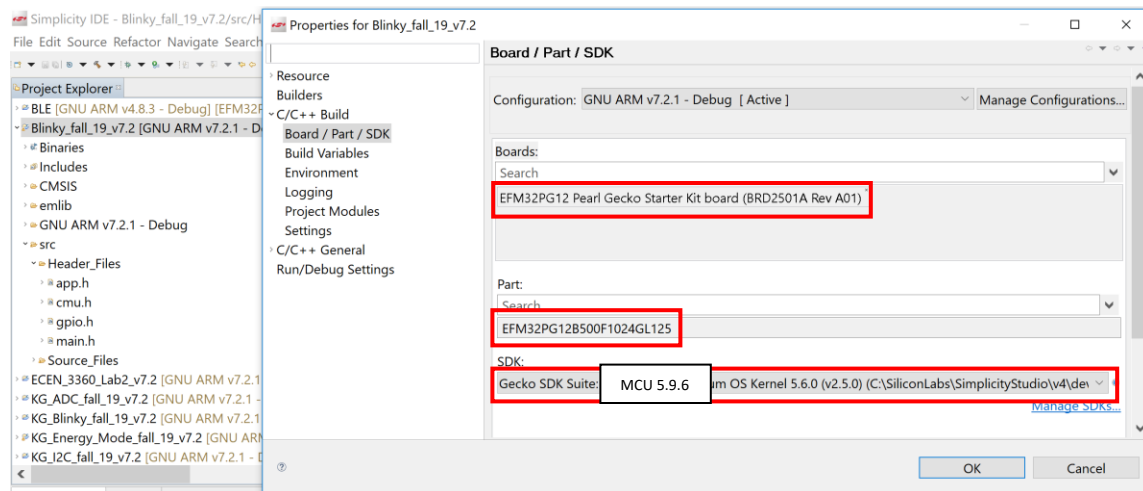 Simplicity IDE - Blinky_fall_19_v7.2/src/H
File Edit Source Refactor Navigate Search
Project Explorer
BLE [GNU ARM v4.8.3 - Debug] [EFM32P
Blinky_fall_19_v7.2 [GNU ARM v7.2.1 - D
Binaries
Includes
CMSIS
emlib
GNU ARM v7.2.1 - Debug
src
Header_Files
app.h
cmu.h
gpio.h
main.h
Source_Files
ECEN_3360_Lab2_v7.2 [GNU ARM v7.2.1
KG_ADC_fall_19_v7.2 [GNU ARM v7.2.1 -
KG_Blinky_fall_19_v7.2 [GNU ARM v7.2.1
KG_Energy_Mode_fall_19_v7.2 [GNU ARM
KG_I2C_fall_19_v7.2 [GNU ARM v7.2.1 - D
Properties for Blinky_fall_19_v7.2
Resource
Builders
C/C++ Build
Board / Part / SDK
Build Variables
Environment
Logging
Project Modules
Settings
C/C++ General
Run/Debug Settings
Board / Part / SDK
Configuration: GNU ARM v7.2.1 - Debug [ Active ]
Manage Configurations...
Boards:
Search
EFM32PG12 Pearl Gecko Starter Kit board (BRD2501A Rev A01)
Part:
Search
EFM32PG12B500F1024GL125
SDK:
Gecko SDK Suite: MCU 5.9.6 um OS Kernel 5.6.0 (v2.5.0) (C:\SiliconLabs\SimplicityStudio\v4\dev
Manage SDKs...
OK
Cancel